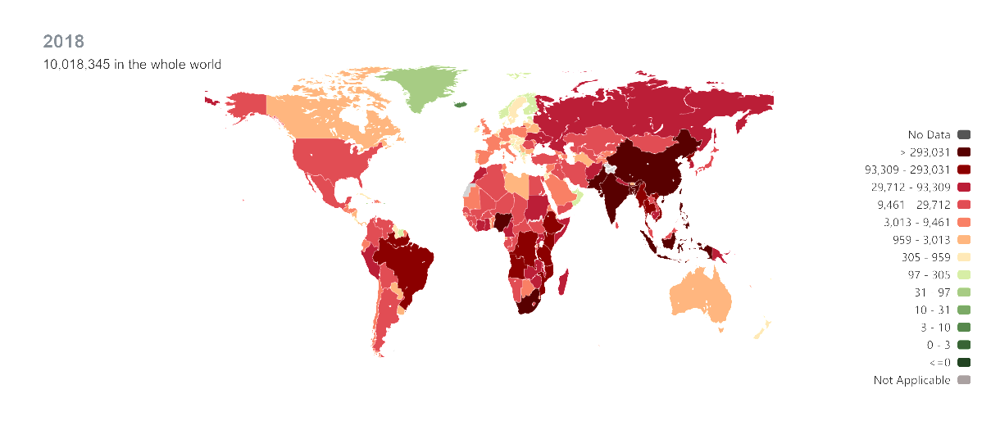 2018
10,018,345 in the whole world
No Data
> 293,031
93,309 - 293,031
29,712 - 93,309
9,461 - 29,712
3,013 - 9,461
959 - 3,013
305 - 959
97 - 305
31 - 97
10 - 31
3 - 10
0 - 3
<=0
Not Applicable